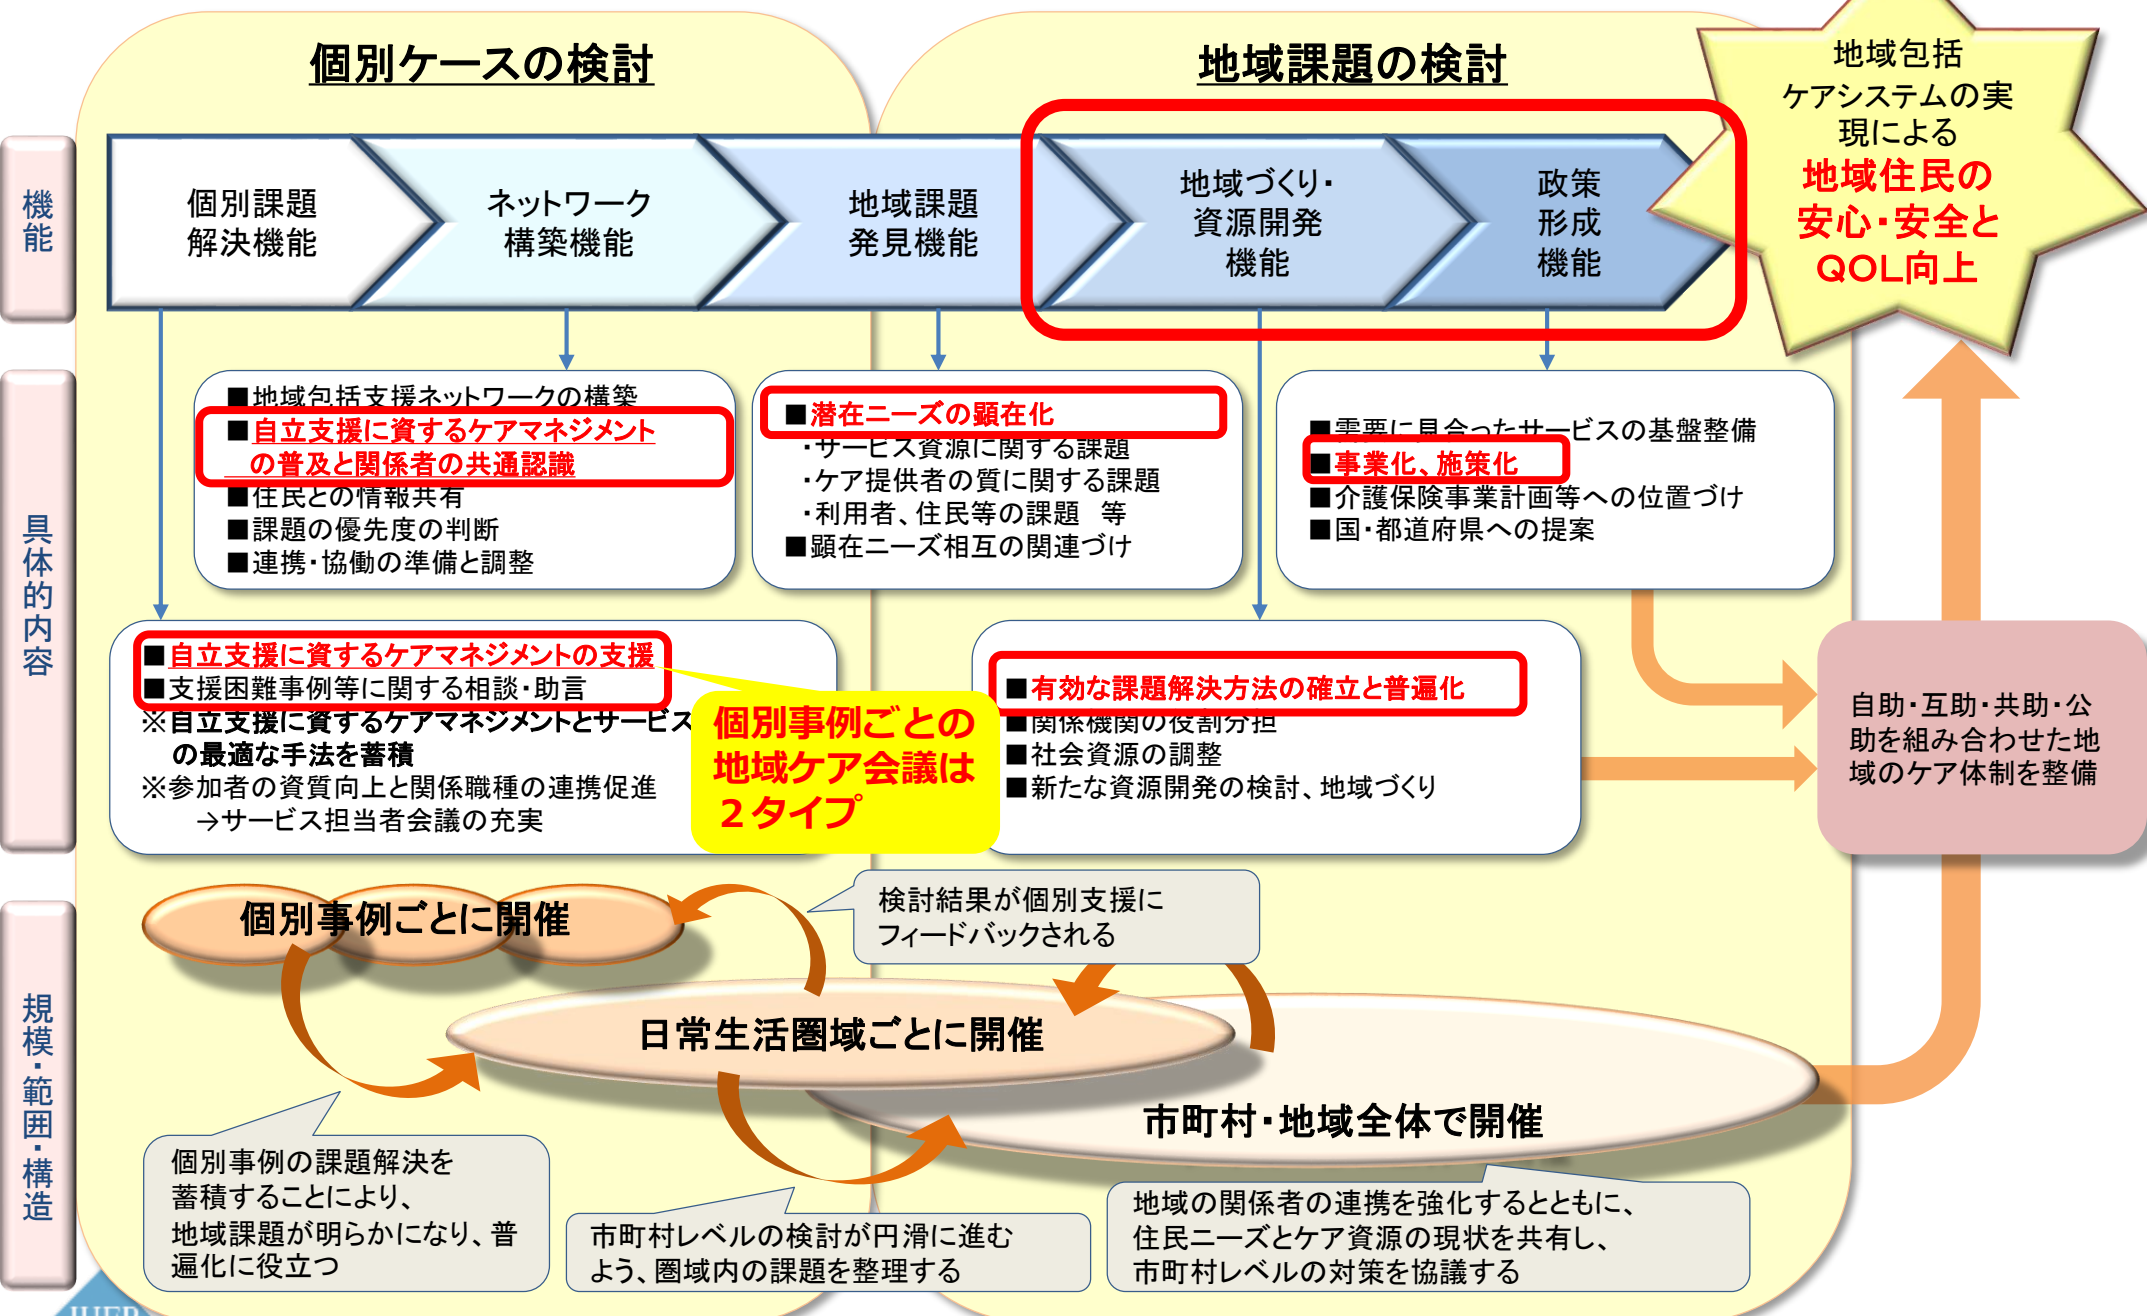 個別ケースの検討
地域課題の検討
地域包括
ケアシステムの実
現による
地域住民の
安心・安全と
QOL向上
機能
個別課題
解決機能
ネットワーク
構築機能
地域課題
発見機能
地域づくり・
資源開発
機能
政策
形成
機能
具体的内容
■地域包括支援ネットワークの構築
■自立支援に資するケアマネジメント
の普及と関係者の共通認識
■住民との情報共有
■課題の優先度の判断
■連携・協働の準備と調整
■潜在ニーズの顕在化
・サービス資源に関する課題
・ケア提供者の質に関する課題
・利用者、住民等の課題　等
■顕在ニーズ相互の関連づけ
■需要に見合ったサービスの基盤整備
■事業化、施策化
■介護保険事業計画等への位置づけ
■国・都道府県への提案
■自立支援に資するケアマネジメントの支援
■支援困難事例等に関する相談・助言
※自立支援に資するケアマネジメントとサービス
の最適な手法を蓄積
※参加者の資質向上と関係職種の連携促進
→サービス担当者会議の充実
個別事例ごとの
地域ケア会議は
２タイプ
■有効な課題解決方法の確立と普遍化
■関係機関の役割分担
■社会資源の調整
■新たな資源開発の検討、地域づくり
自助・互助・共助・公
助を組み合わせた地
域のケア体制を整備
規模・範囲・構造
個別事例ごとに開催
検討結果が個別支援に
フィードバックされる
日常生活圏域ごとに開催
市町村・地域全体で開催
個別事例の課題解決を
蓄積することにより、
地域課題が明らかになり、普
遍化に役立つ
市町村レベルの検討が円滑に進む
よう、圏域内の課題を整理する
地域の関係者の連携を強化するとともに、
住民ニーズとケア資源の現状を共有し、
市町村レベルの対策を協議する